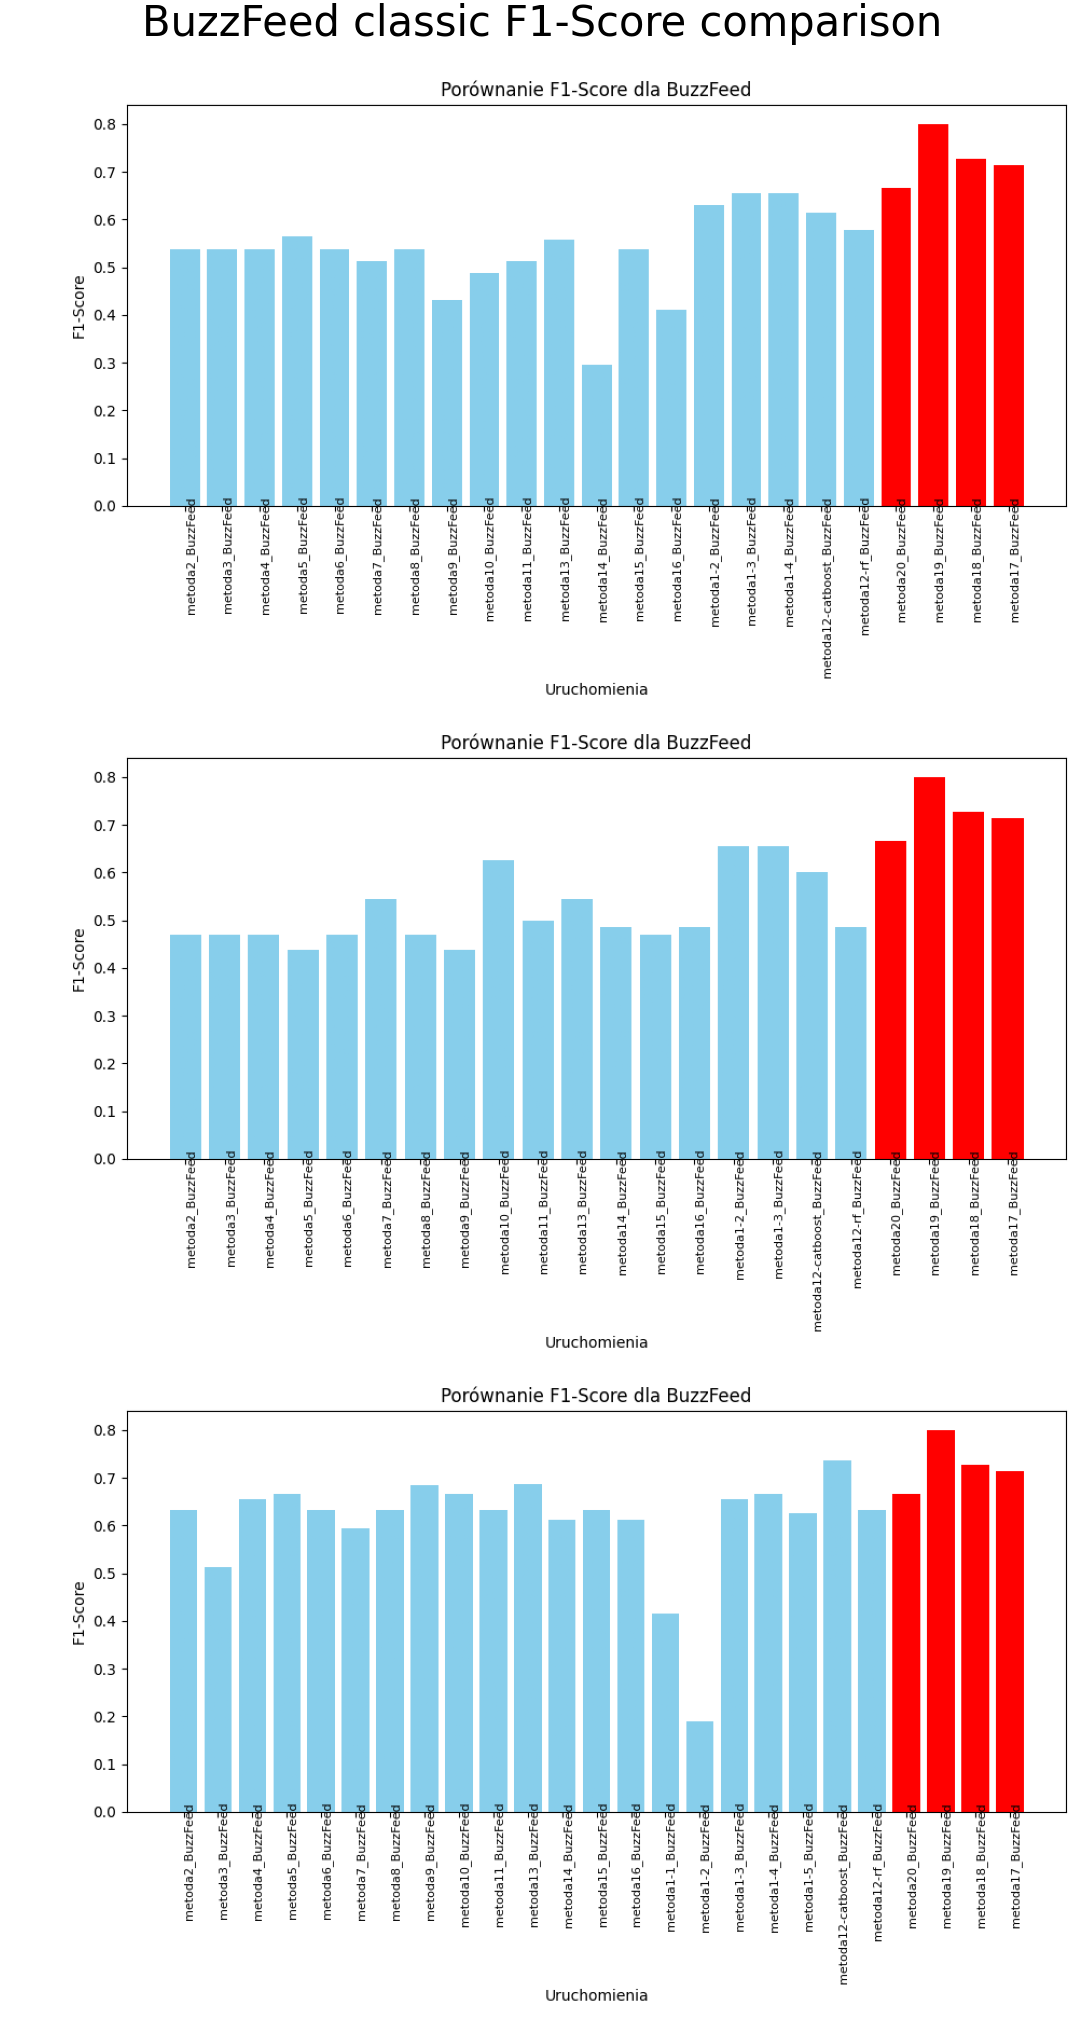 BuzzFeed classic F1-Score comparison
Porównanie F1-Score dla BuzzFeed
F1-Score
0.8
0.7
0.6
0.5
0.4
0.3
0.2
0.1
0.0
metoda2_BuzzFeed
metoda3_BuzzFeed
metoda4_BuzzFeed
metoda5_BuzzFeed
metoda6_BuzzFeed
metoda7_BuzzFeed
metoda8_BuzzFeed
metoda9_BuzzFeed
metoda10_BuzzFeed
metoda11_BuzzFeed
metoda13_BuzzFeed
metoda14_BuzzFeed
metoda15_BuzzFeed
metoda16_BuzzFeed
metoda1-2_BuzzFeed
metoda1-3_BuzzFeed
metoda1-4_BuzzFeed
metoda12-catboost_BuzzFeed
metoda12-rf_BuzzFeed
metoda20_BuzzFeed
metoda19_BuzzFeed
metoda18_BuzzFeed
metoda17_BuzzFeed
Uruchomienia
Porównanie F1-Score dla BuzzFeed
F1-Score
0.8
0.7
0.6
0.5
0.4
0.3
0.2
0.1
0.0
metoda2_BuzzFeed
metoda3_BuzzFeed
metoda4_BuzzFeed
metoda5_BuzzFeed
metoda6_BuzzFeed
metoda7_BuzzFeed
metoda8_BuzzFeed
metoda9_BuzzFeed
metoda10_BuzzFeed
metoda11_BuzzFeed
metoda13_BuzzFeed
metoda14_BuzzFeed
metoda15_BuzzFeed
metoda16_BuzzFeed
metoda1-2_BuzzFeed
metoda1-3_BuzzFeed
metoda12-catboost_BuzzFeed
metoda12-rf_BuzzFeed
metoda20_BuzzFeed
metoda19_BuzzFeed
metoda18_BuzzFeed
metoda17_BuzzFeed
Uruchomienia
Porównanie F1-Score dla BuzzFeed
F1-Score
0.8
0.7
0.6
0.5
0.4
0.3
0.2
0.1
0.0
metoda2_BuzzFeed
metoda3_BuzzFeed
metoda4_BuzzFeed
metoda5_BuzzFeed
metoda6_BuzzFeed
metoda7_BuzzFeed
metoda8_BuzzFeed
metoda9_BuzzFeed
metoda10_BuzzFeed
metoda11_BuzzFeed
metoda13_BuzzFeed
metoda14_BuzzFeed
metoda15_BuzzFeed
metoda16_BuzzFeed
metoda1-1_BuzzFeed
metoda1-2_BuzzFeed
metoda1-3_BuzzFeed
metoda1-4_BuzzFeed
metoda1-5_BuzzFeed
metoda12-catboost_BuzzFeed
metoda12-rf_BuzzFeed
metoda20_BuzzFeed
metoda19_BuzzFeed
metoda18_BuzzFeed
metoda17_BuzzFeed
Uruchomienia